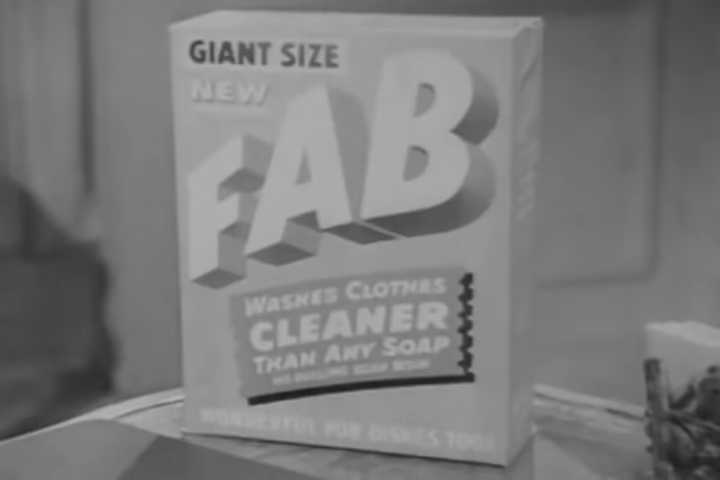 GIANT SIZE
NEW
FAB
WASHES CLOTHES
CLEANER
THAN ANY SOAP
WONDERFUL FOR DISHES TOO!